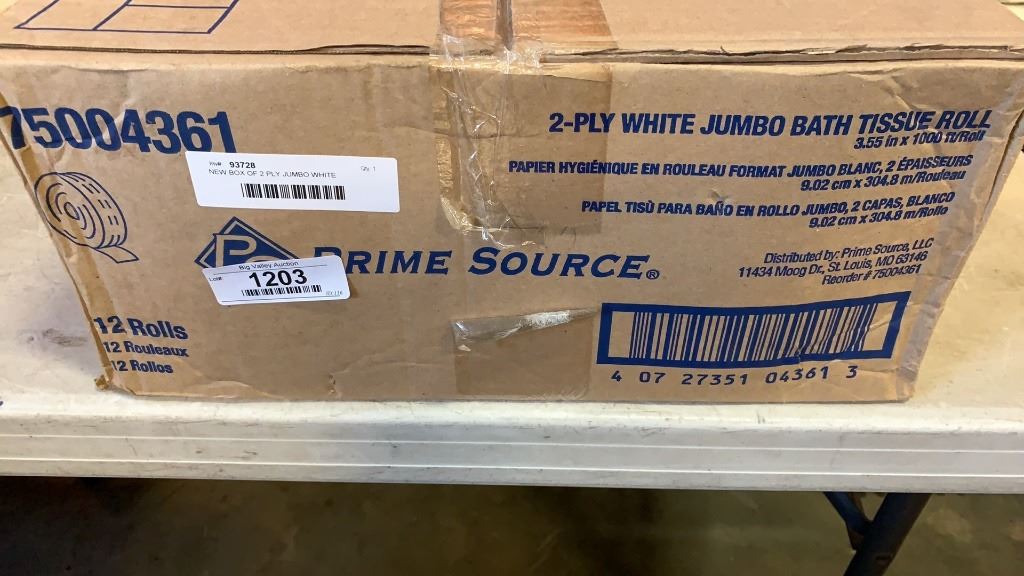 75004361
2-PLY WHITE JUMBO BATH TISSUE ROLL
3.55 in x 1000 ft/Roll
PAPIER HYGIÉNIQUE EN ROULEAU FORMAT JUMBO BLANC, 2 ÉPAISSEURS
9.02 cm x 304.8 m/Rouleau
PAPEL TISÙ PARA BAÑO EN ROLLO JUMBO, 2 CAPAS, BLANCO
9.02 cm x 304.8 m/Rollo
Inv# 93728 Qty: 1
NEW BOX OF 2 PLY JUMBO WHITE
PRIME SOURCE®
Distributed by: Prime Source, LLC
11434 Moog Dr., St. Louis, MO 63146
Reorder # 75004361
Big Valley Auction
Lot# 1203
12 Rolls
12 Rouleaux
12 Rollos
4 07 27351 04361 3